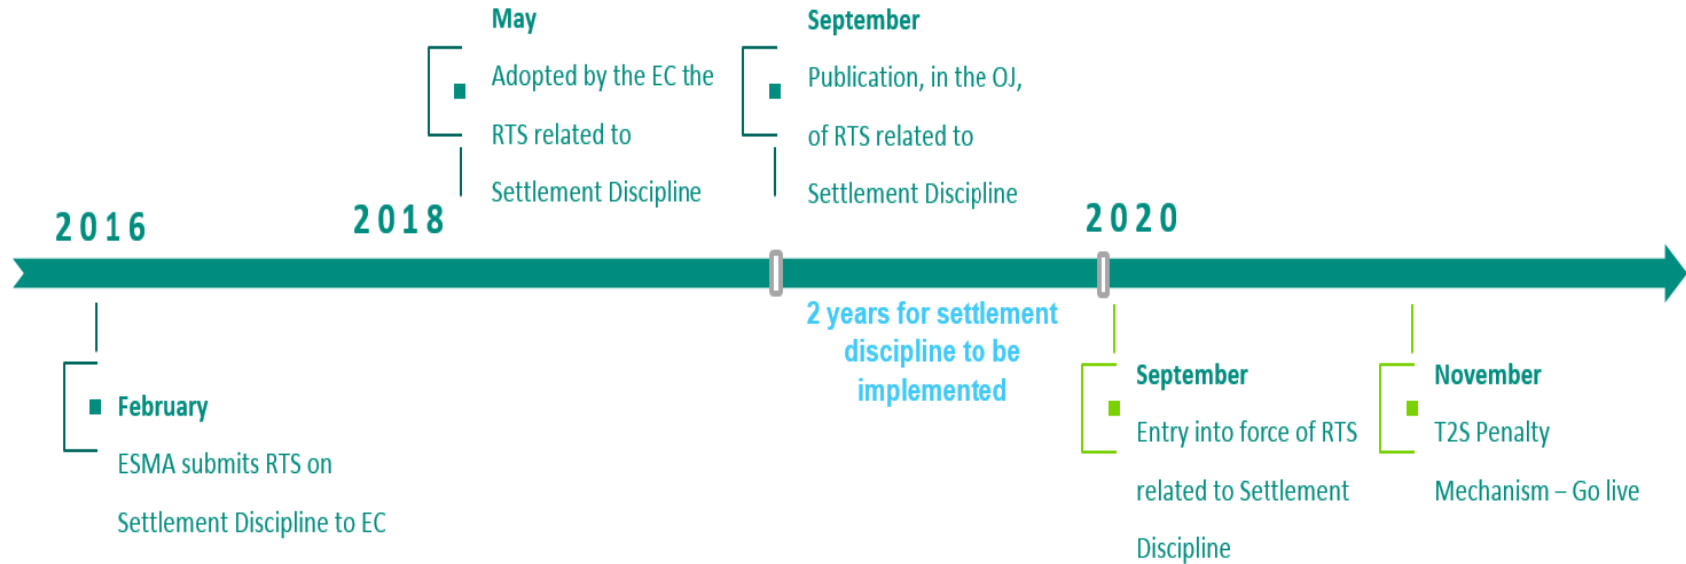 May
Adopted by the EC the
RTS related to
Settlement Discipline
September
Publication, in the OJ,
of RTS related to
Settlement Discipline
2016
2018
2020
2 years for settlement
discipline to be
implemented
February
ESMA submits RTS on
Settlement Discipline to EC
September
Entry into force of RTS
related to Settlement
Discipline
November
T2S Penalty
Mechanism – Go live